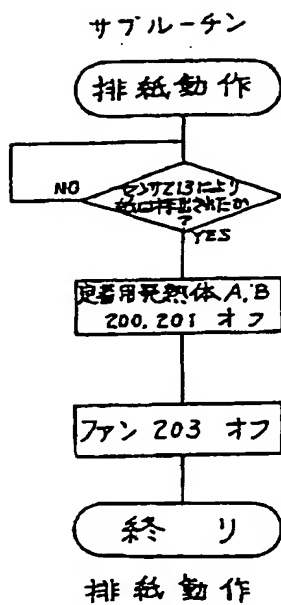 サブルーチン
排紙動作
NO
センサ213により
紙は排出されたか
?
YES
定着用発熱体A,B
200,201 オフ
ファン 203 オフ
終り
排紙動作